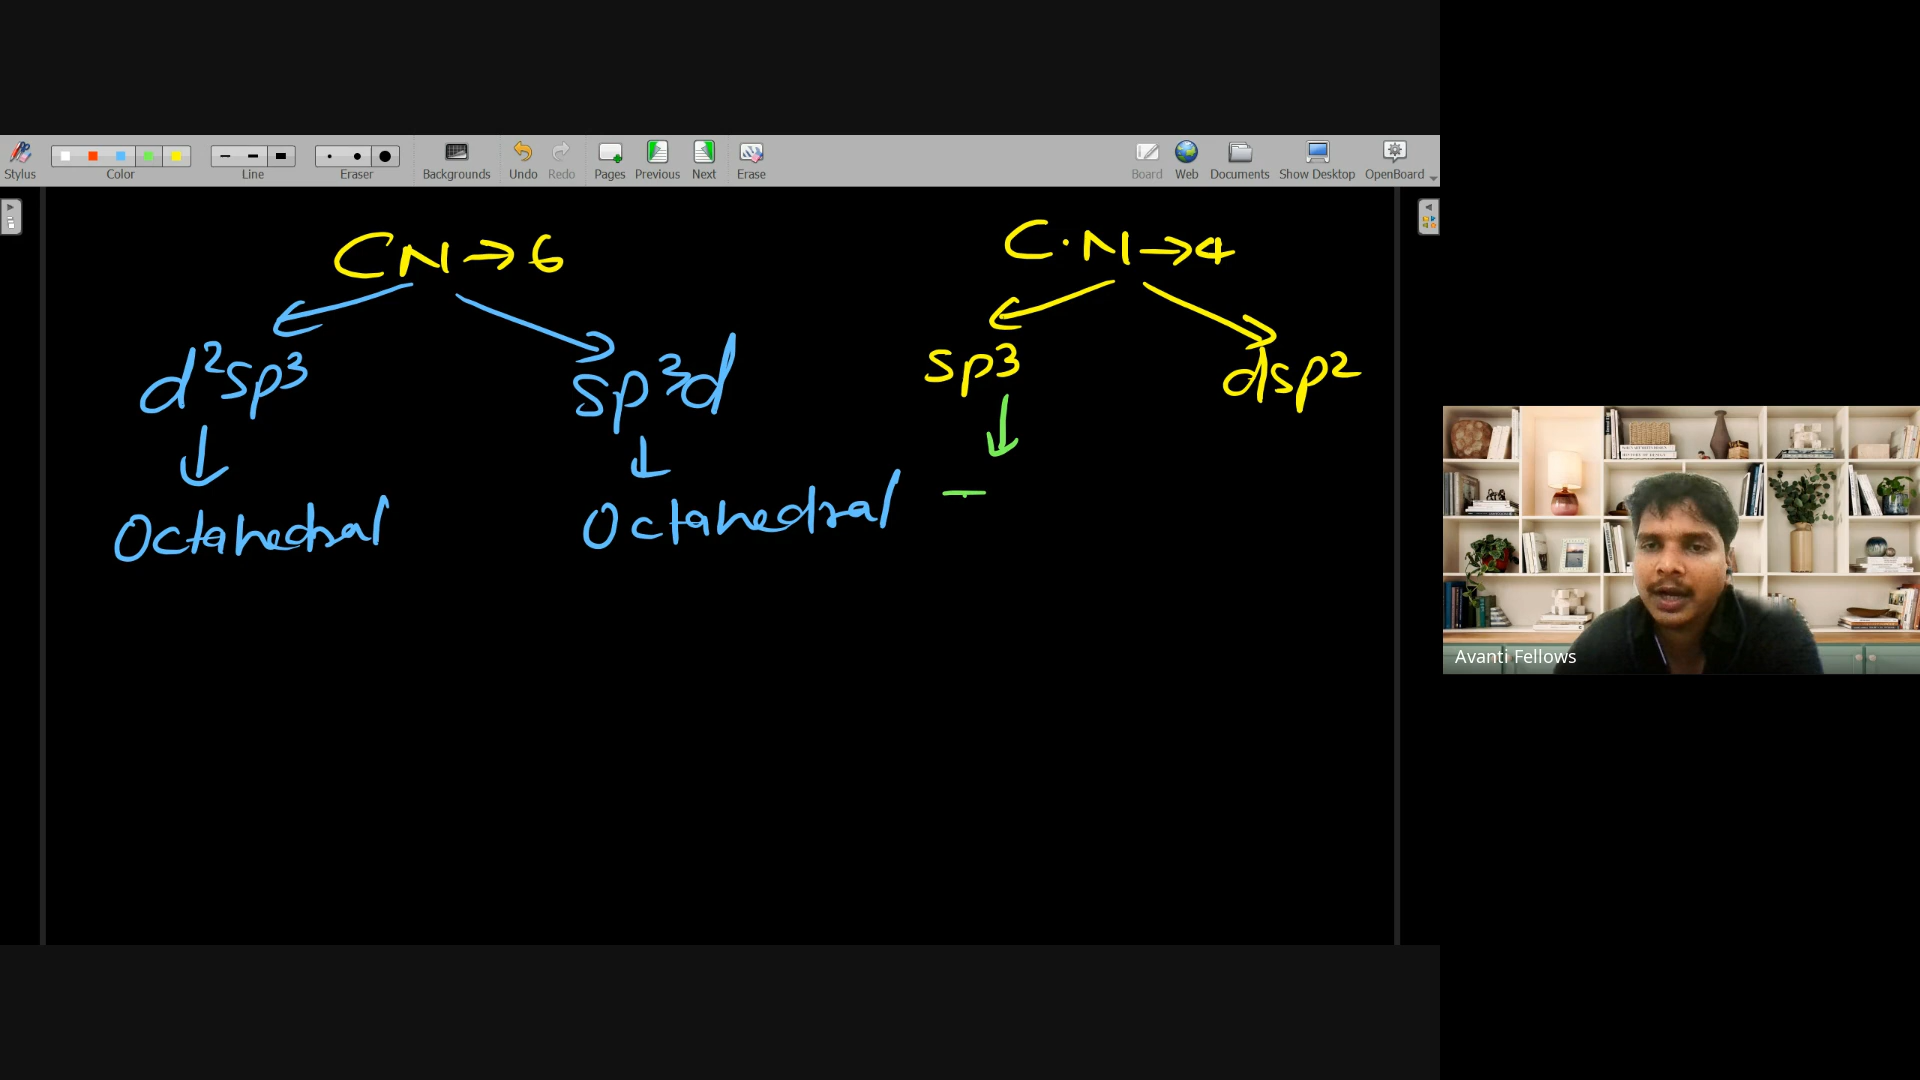 Stylus Color Line Eraser Backgrounds Undo Redo Pages Previous Next Erase Board Web Documents Show Desktop OpenBoard
CN→6
C·N→4
d²sp³
sp³d
sp3
dsp2
Octahedral
Octahedral
Avanti Fellows